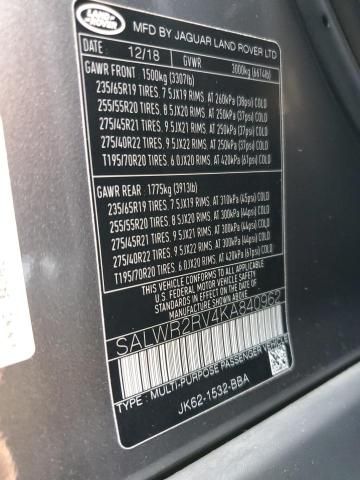 LAND ROVER
MFD BY JAGUAR LAND ROVER LTD
DATE 12/18 GVWR 3000kg (6614lb)
GAWR FRONT 1500kg (3307lb)
235/65R19 TIRES. 7.5JX19 RIMS. AT 260kPa (38psi) COLD
255/55R20 TIRES. 8.5JX20 RIMS. AT 250kPa (37psi) COLD
275/45R21 TIRES. 9.5JX21 RIMS. AT 250kPa (37psi) COLD
275/40R22 TIRES. 9.5JX22 RIMS. AT 250kPa (37psi) COLD
T195/70R20 TIRES. 6.0JX20 RIMS. AT 420kPa (61psi) COLD
GAWR REAR 1775kg (3913lb)
235/65R19 TIRES. 7.5JX19 RIMS. AT 310kPa (45psi) COLD
255/55R20 TIRES. 8.5JX20 RIMS. AT 300kPa (44psi) COLD
275/45R21 TIRES. 9.5JX21 RIMS. AT 300kPa (44psi) COLD
275/40R22 TIRES. 9.5JX22 RIMS. AT 300kPa (44psi) COLD
T195/70R20 TIRES. 6.0JX20 RIMS. AT 420kPa (61psi) COLD
THIS VEHICLE CONFORMS TO ALL APPLICABLE
U.S FEDERAL MOTOR VEHICLE SAFETY
STANDARDS IN EFFECT ON THE DATE OF
MANUFACTURE SHOWN ABOVE
SALWR2RV4KA840962
TYPE: MULTI-PURPOSE PASSENGER VEHICLE
JK62-1532-BBA